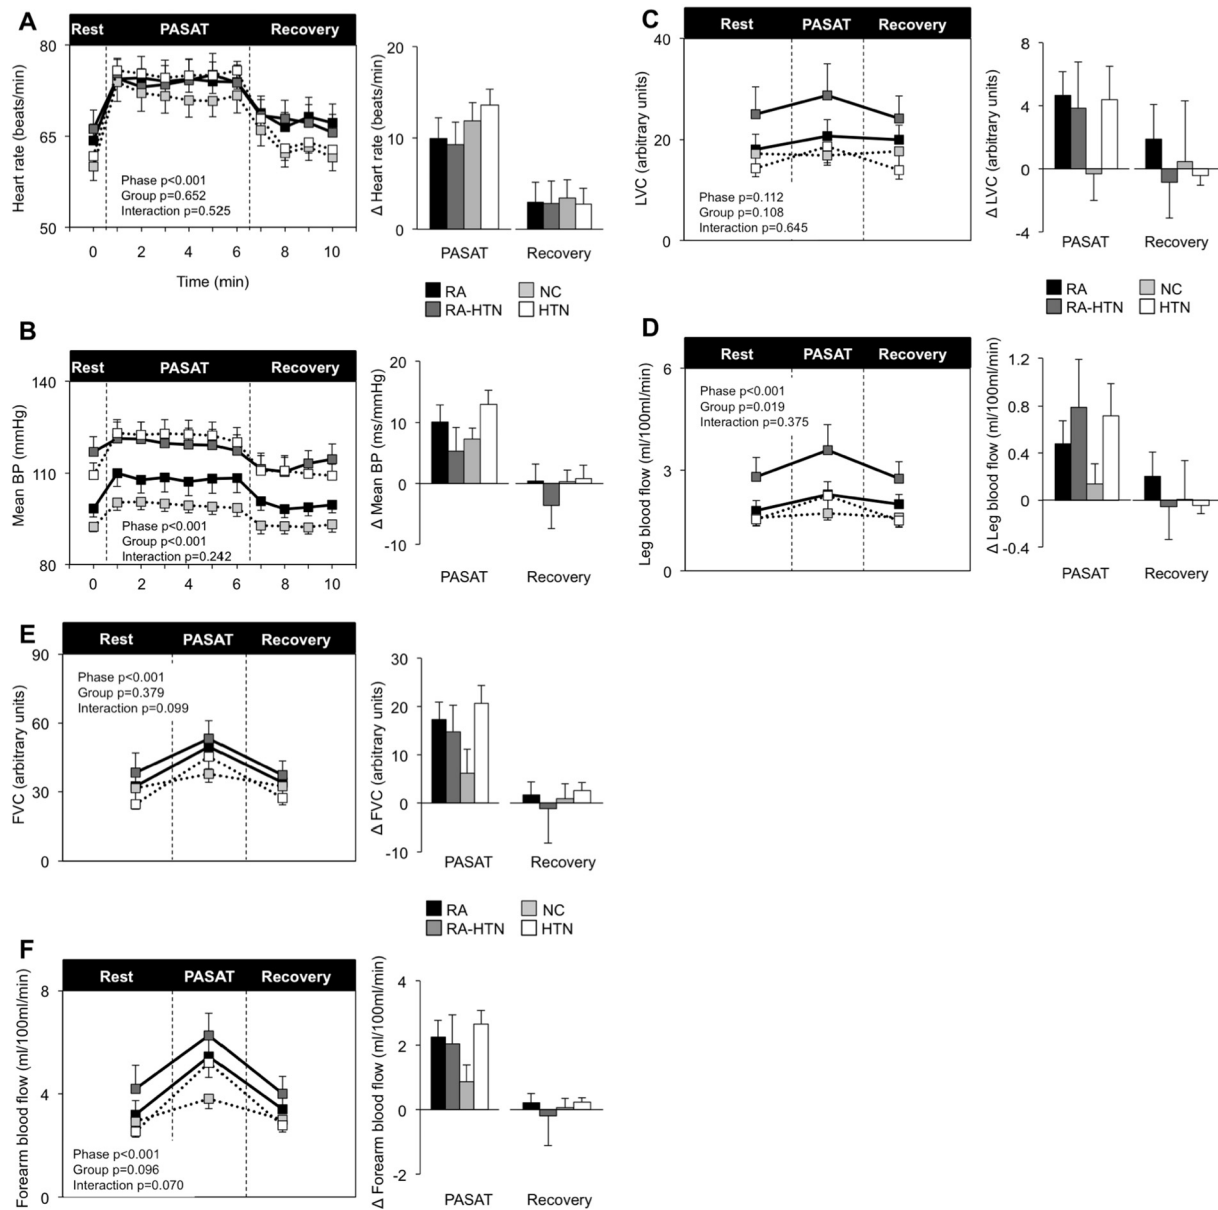 A
Rest PASAT Recovery
Heart rate (beats/min)
80
65
50
Phase p<0.001
Group p=0.652
Interaction p=0.525
0 2 4 6 8 10
Time (min)
Δ Heart rate (beats/min)
20
10
0
PASAT Recovery
RA NC
RA-HTN HTN
B
Rest PASAT Recovery
Mean BP (mmHg)
140
110
80
Phase p<0.001
Group p<0.001
Interaction p=0.242
0 2 4 6 8 10
Δ Mean BP (ms/mmHg)
20
10
0
-10
PASAT Recovery
C
Rest PASAT Recovery
LVC (arbitrary units)
40
20
0
Phase p=0.112
Group p=0.108
Interaction p=0.645
Δ LVC (arbitrary units)
8
4
0
-4
PASAT Recovery
RA NC
RA-HTN HTN
D
Rest PASAT Recovery
Leg blood flow (ml/100ml/min)
6
3
0
Phase p<0.001
Group p=0.019
Interaction p=0.375
Δ Leg blood flow (ml/100ml/min)
1.2
0.8
0.4
0
-0.4
PASAT Recovery
E
Rest PASAT Recovery
FVC (arbitrary units)
90
60
30
0
Phase p<0.001
Group p=0.379
Interaction p=0.099
Δ FVC (arbitrary units)
30
20
10
0
-10
PASAT Recovery
RA NC
RA-HTN HTN
F
Rest PASAT Recovery
Forearm blood flow (ml/100ml/min)
8
4
0
Phase p<0.001
Group p=0.096
Interaction p=0.070
Δ Forearm blood flow (ml/100ml/min)
4
2
0
-2
PASAT Recovery